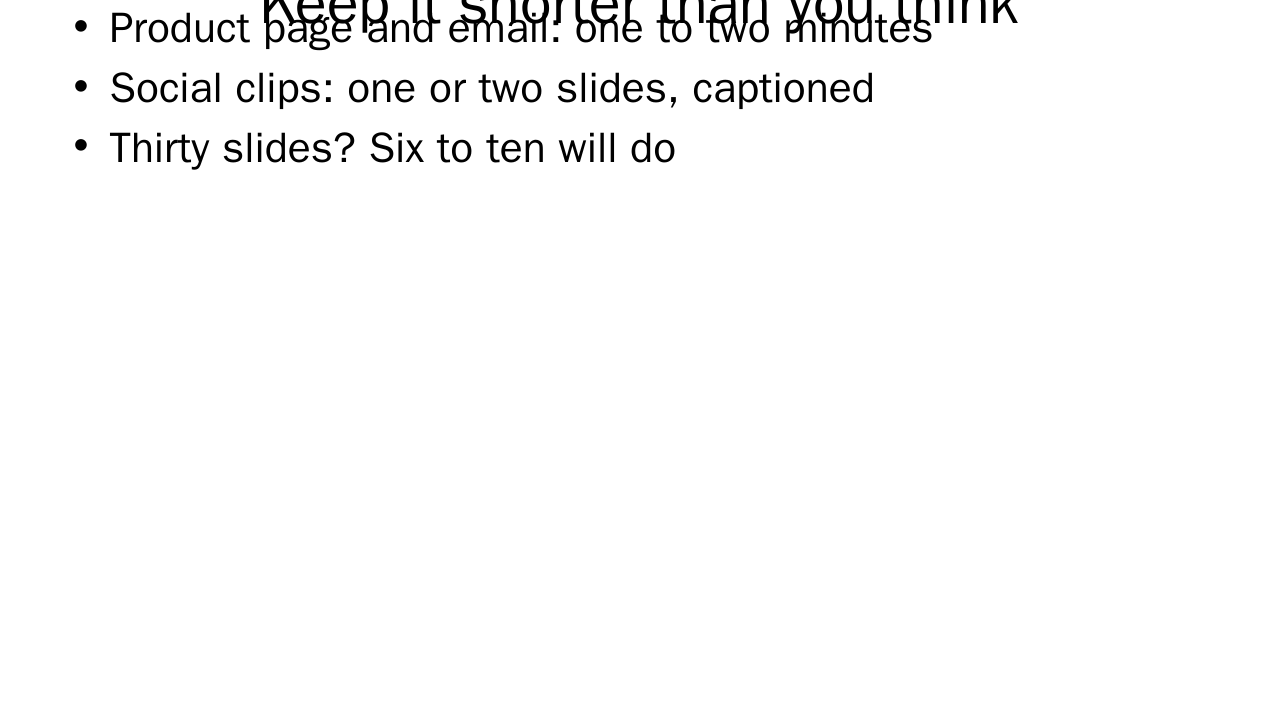 Keep it shorter than you think
• Product page and email: one to two minutes
• Social clips: one or two slides, captioned
• Thirty slides? Six to ten will do